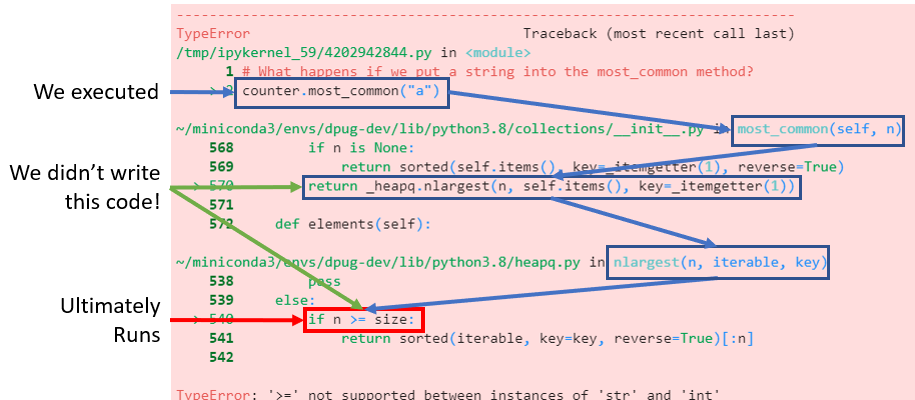 ---------------------------------------------------------------------------
TypeError                                 Traceback (most recent call last)
/tmp/ipykernel_59/4202942844.py in <module>
      1 # What happens if we put a string into the most_common method?
We executed
counter.most_common("a")
~/miniconda3/envs/dpug-dev/lib/python3.8/collections/__init__.py in most_common(self, n)
    568         if n is None:
    569             return sorted(self.items(), key=_itemgetter(1), reverse=True)
We didn't write
this code!
--> 570         return _heapq.nlargest(n, self.items(), key=_itemgetter(1))
    571
    572     def elements(self):
~/miniconda3/envs/dpug-dev/lib/python3.8/heapq.py in nlargest(n, iterable, key)
    538         pass
    539     else:
Ultimately
Runs
--> 540         if n >= size:
    541             return sorted(iterable, key=key, reverse=True)[:n]
    542
TypeError: '>=' not supported between instances of 'str' and 'int'